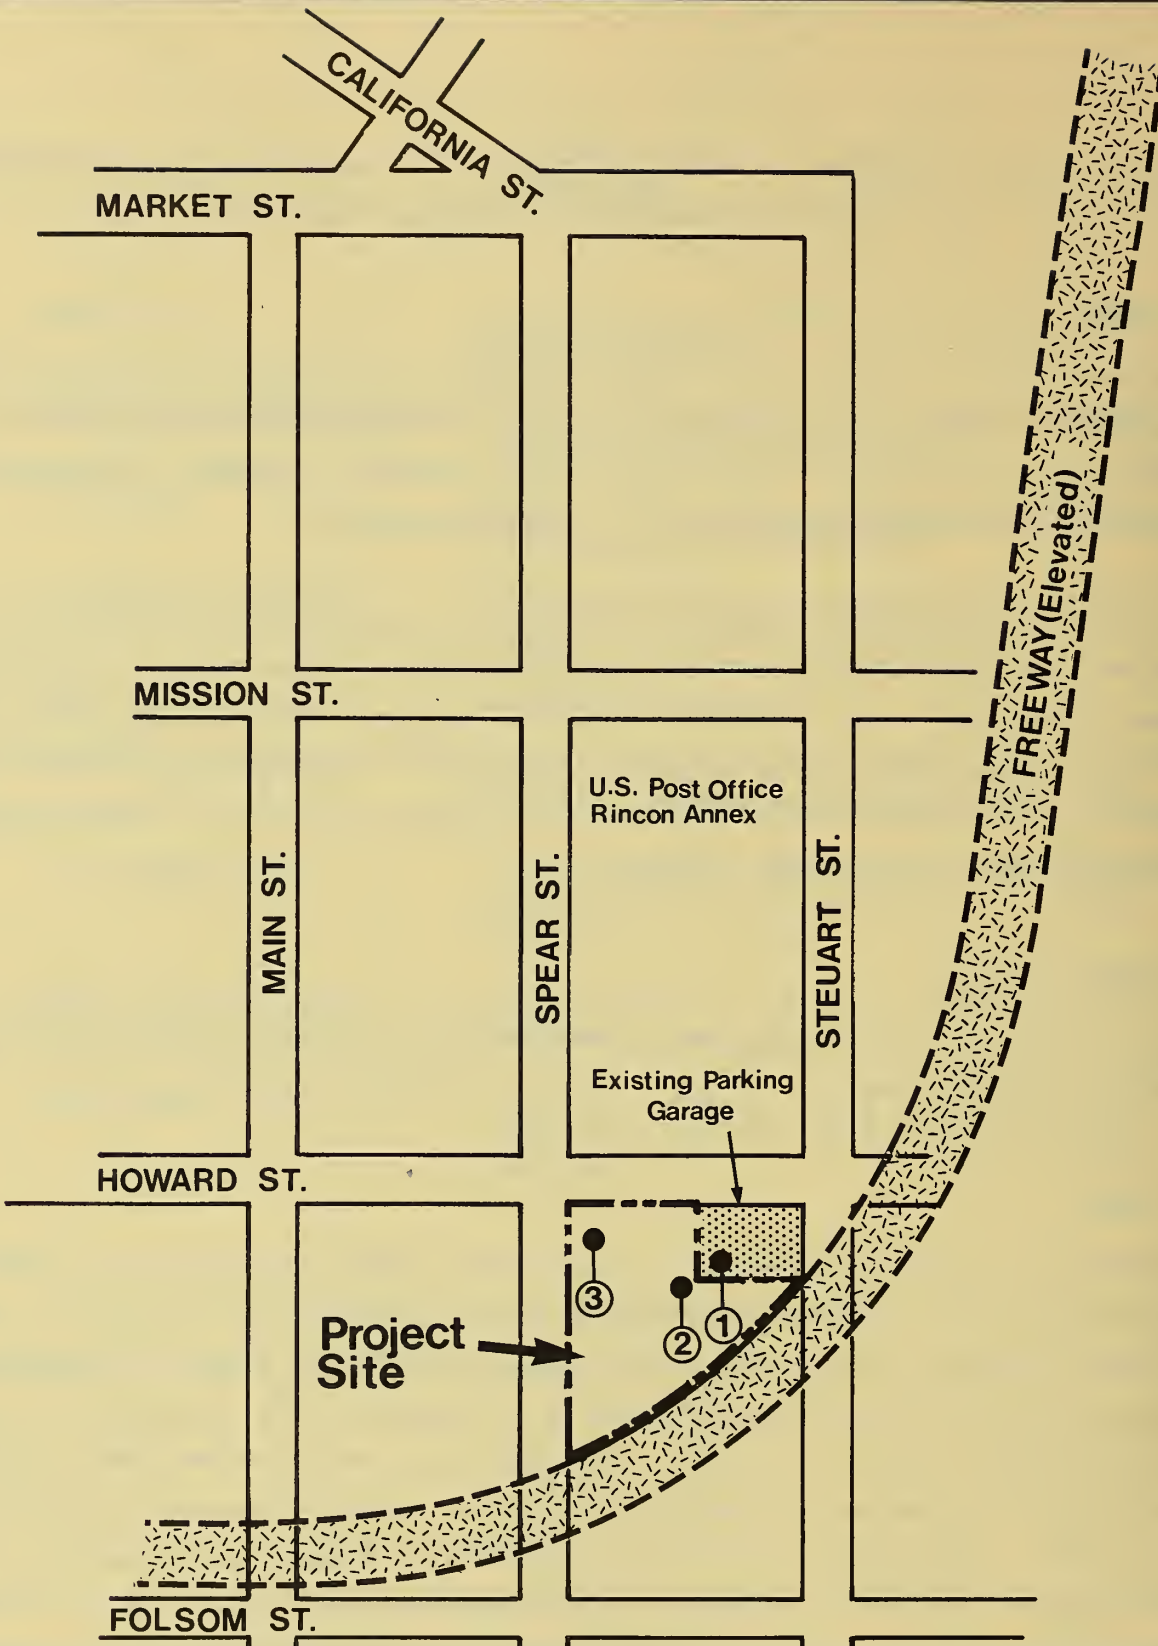 CALIFORNIA ST.
MARKET ST.
FREEWAY (Elevated)
MISSION ST.
U.S. Post Office
Rincon Annex
MAIN ST.
SPEAR ST.
STEUART ST.
Existing Parking
Garage
HOWARD ST.
3
2
1
Project
Site
FOLSOM ST.